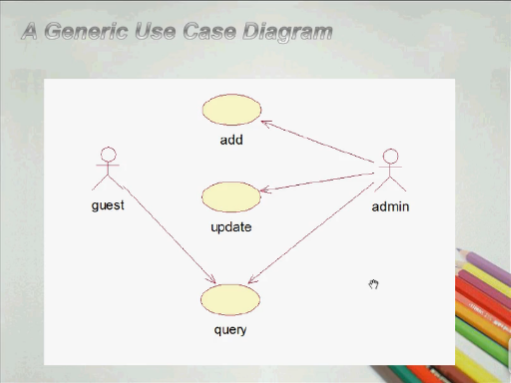 A Generic Use Case Diagram
add
guest
admin
update
query